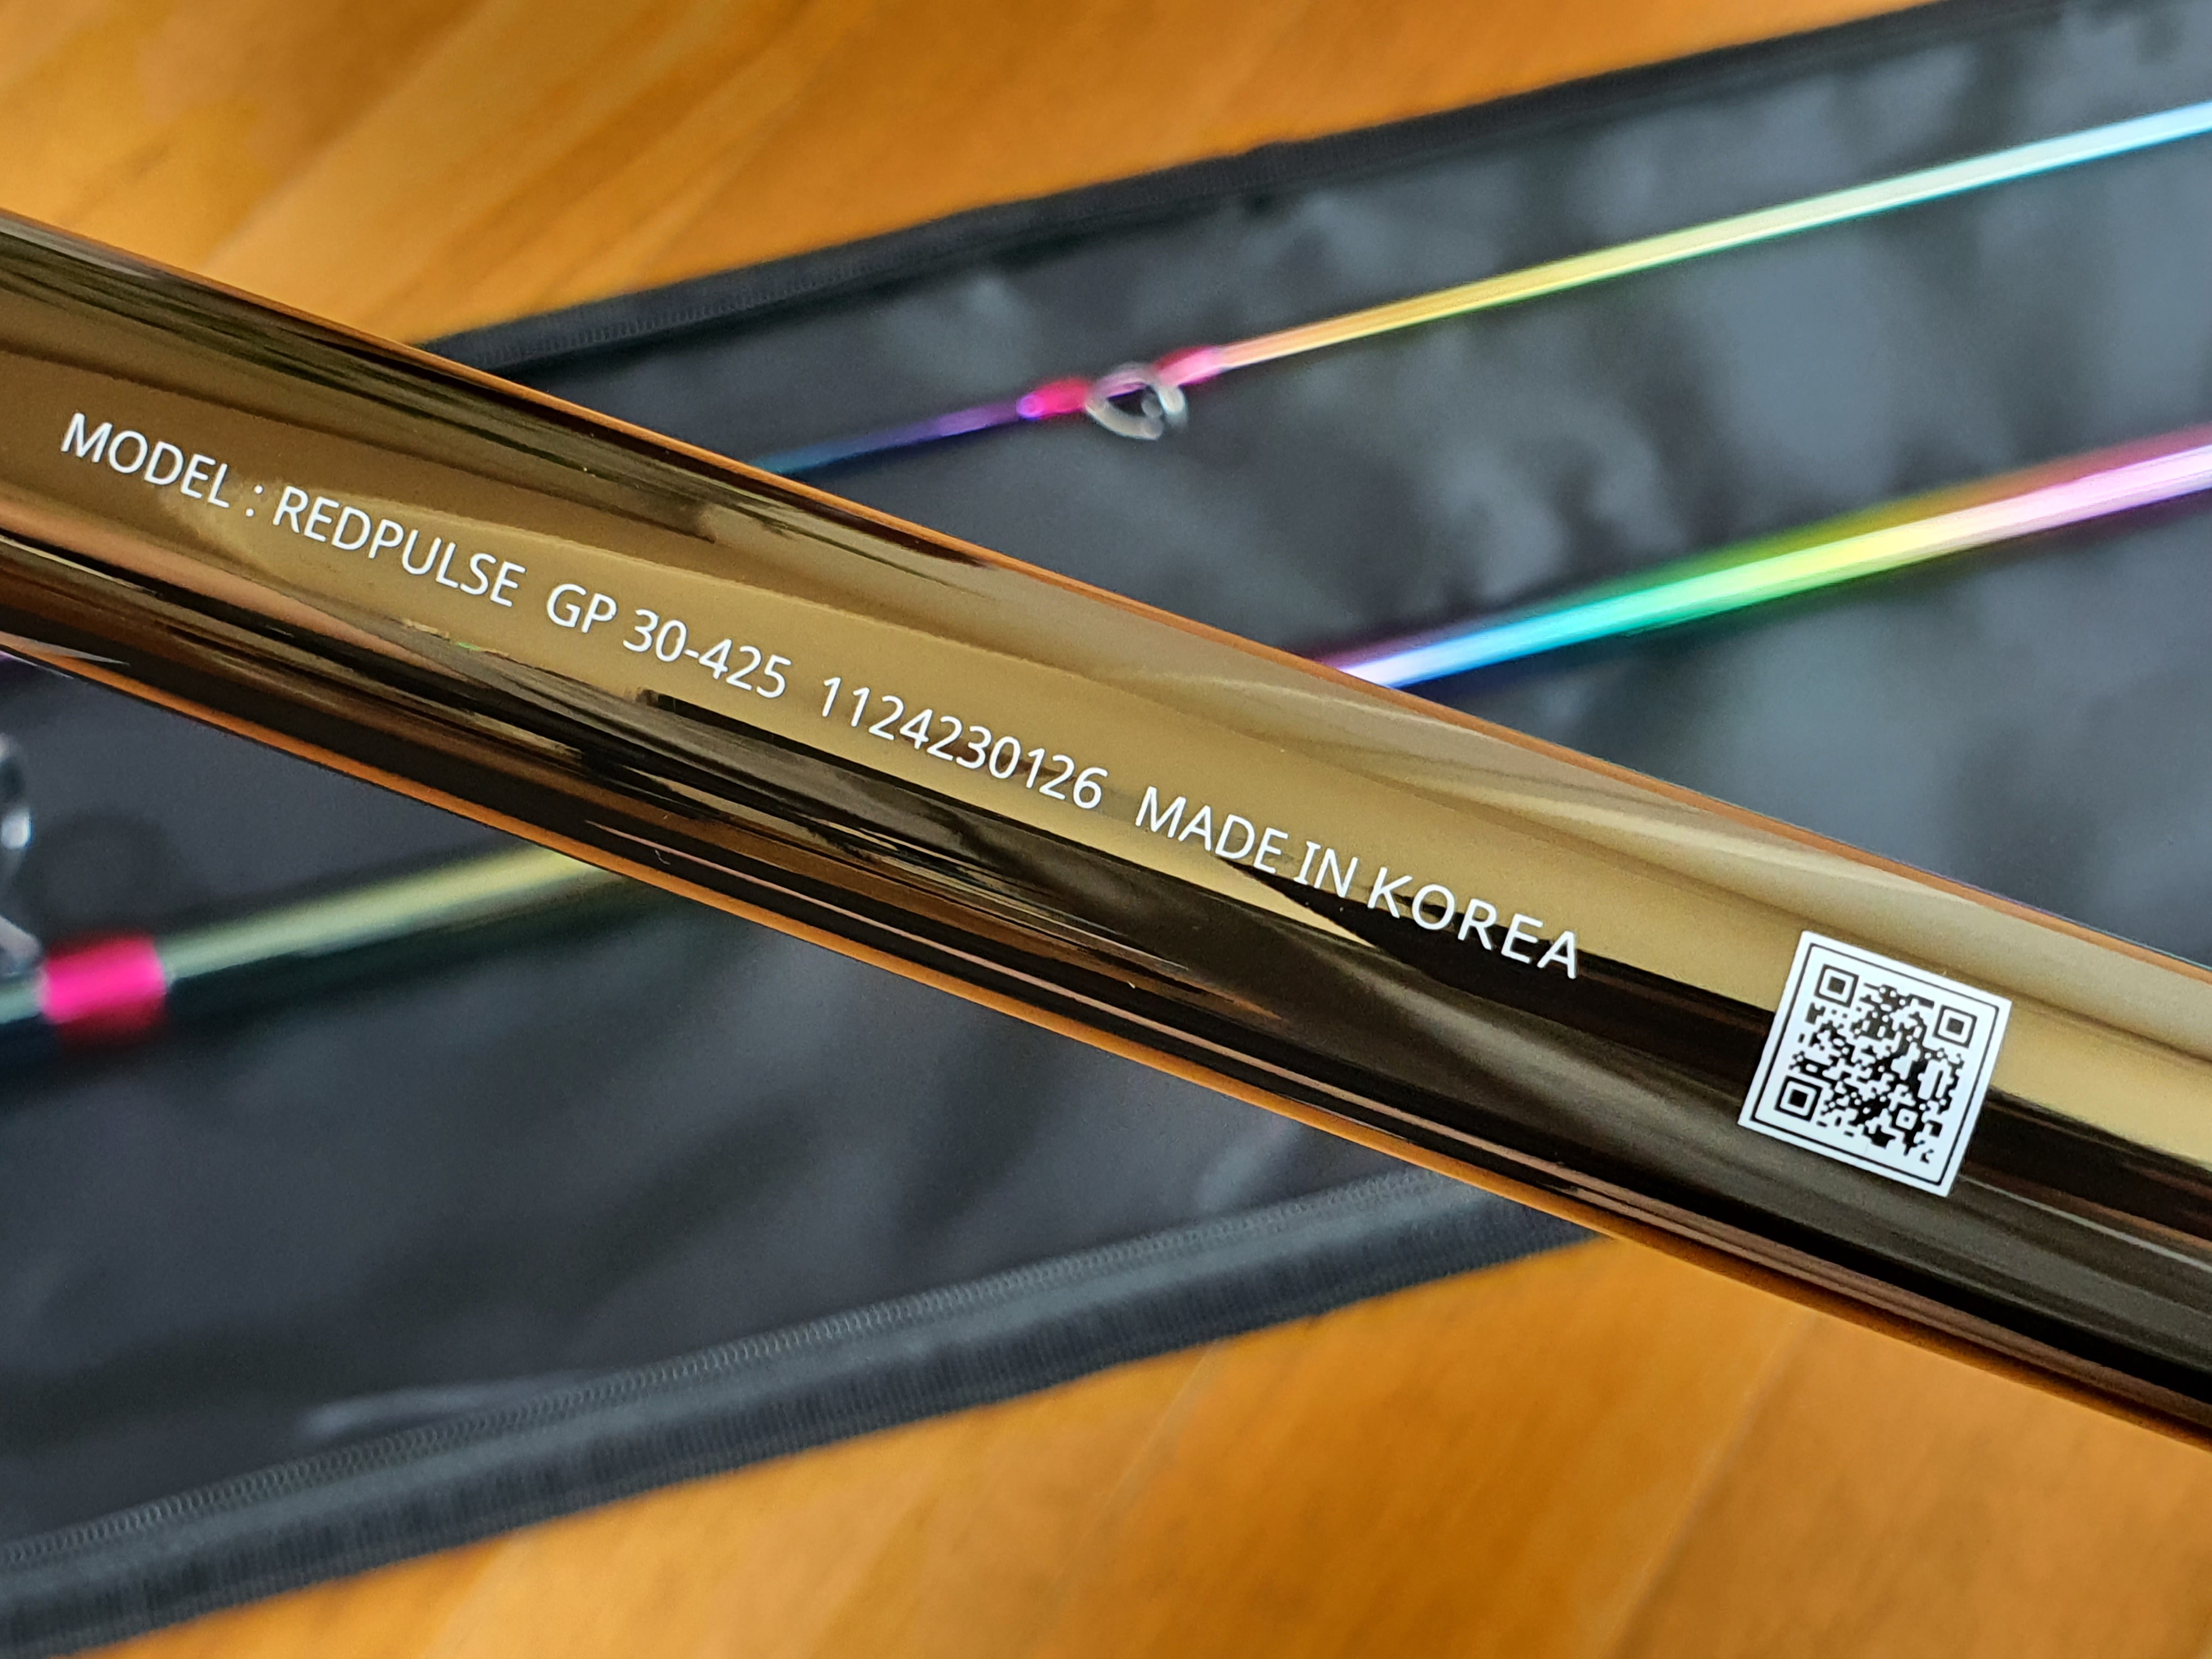 MODEL : REDPULSE GP 30-425 1124230126 MADE IN KOREA